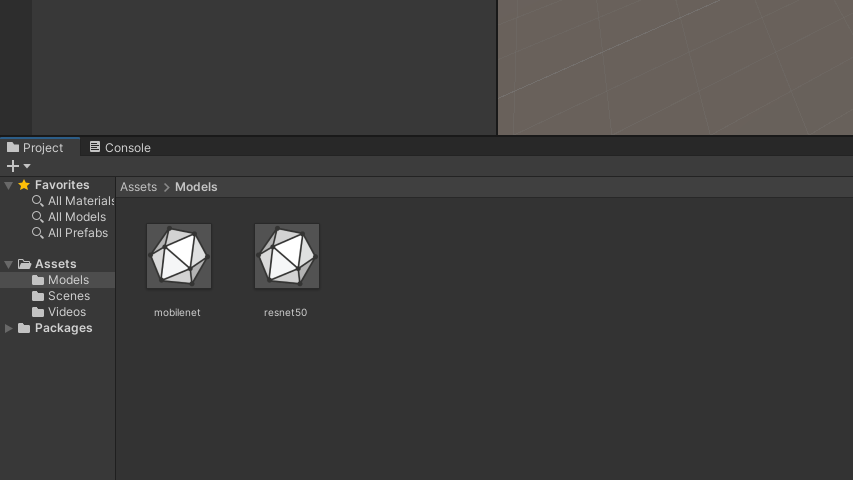 Project Console
Favorites
All Materials
All Models
All Prefabs
Assets
Models
Scenes
Videos
Packages
Assets > Models
mobilenet
resnet50